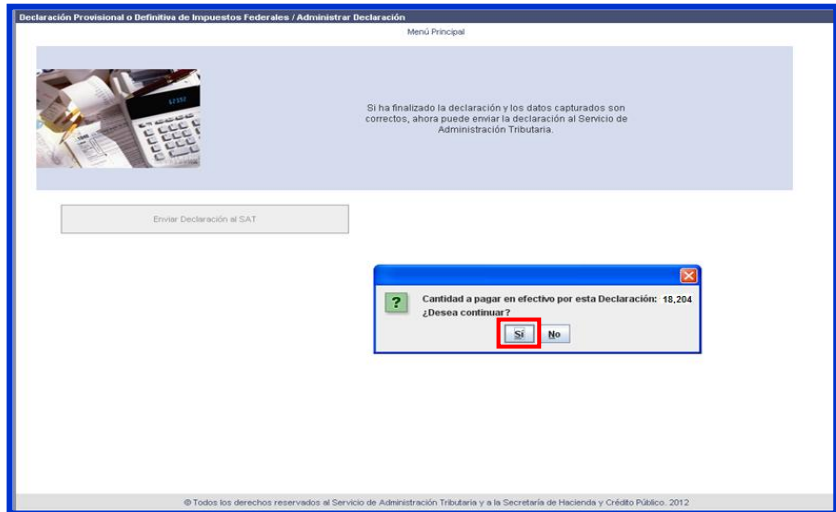 Declaración Provisional o Definitiva de Impuestos Federales / Administrar Declaración
Menú Principal
Si ha finalizado la declaración y los datos capturados son
correctos, ahora puede enviar la declaración al Servicio de
Administración Tributaria.
Enviar Declaración al SAT
Cantidad a pagar en efectivo por esta Declaración: 18,204
¿Desea continuar?
Sí No
© Todos los derechos reservados al Servicio de Administración Tributaria y a la Secretaría de Hacienda y Crédito Público. 2012